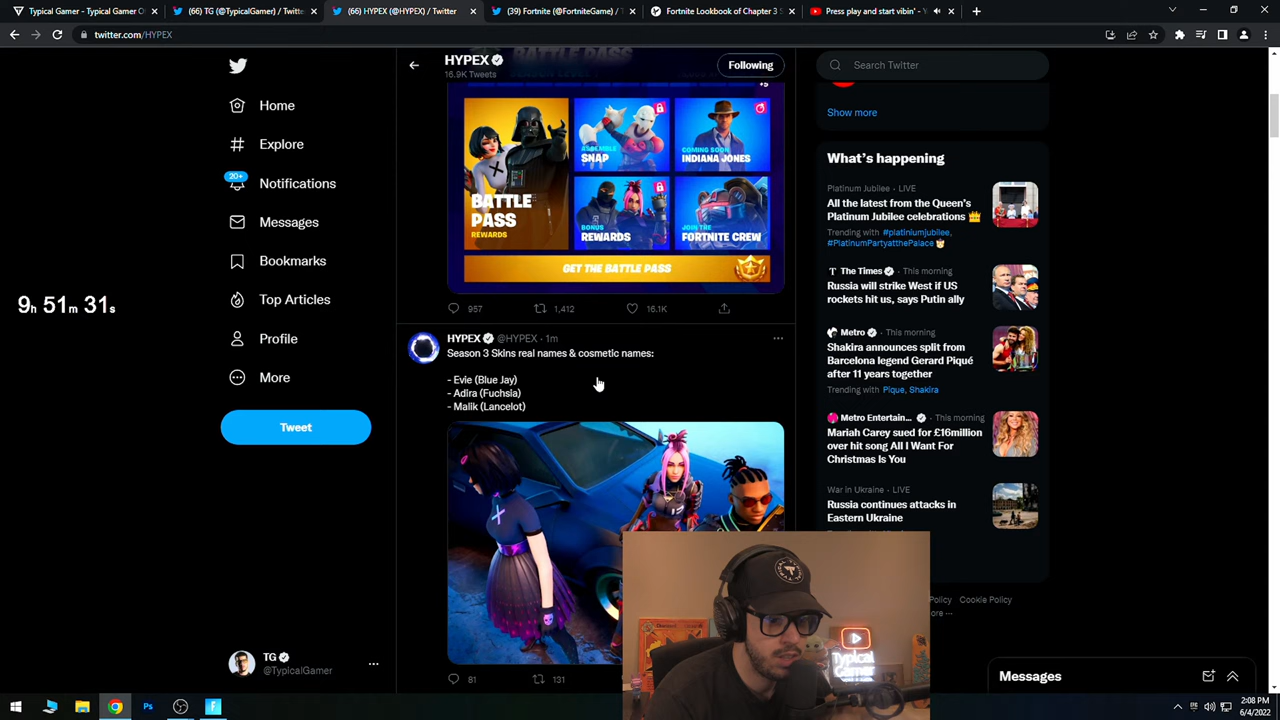 Typical Gamer - Typical Gamer O
(66) TG (@TypicalGamer) / Twitte
(66) HYPEX (@HYPEX) / Twitter
(39) Fortnite (@FortniteGame) / T
Fortnite Lookbook of Chapter 3 S
Press play and start vibin' -
twitter.com/HYPEX
Home
Explore
20+
Notifications
Messages
Bookmarks
Top Articles
Profile
More
Tweet
9h 51m 31s
TG
@TypicalGamer
HYPEX
16.9K Tweets
Following
BATTLE PASS
ASSEMBLE
SNAP
COMING SOON
INDIANA JONES
BATTLE
PASS
REWARDS
BONUS
REWARDS
JOIN THE
FORTNITE CREW
GET THE BATTLE PASS
957
1,412
16.1K
HYPEX @HYPEX · 1m
Season 3 Skins real names & cosmetic names:
- Evie (Blue Jay)
- Adira (Fuchsia)
- Malik (Lancelot)
81
131
TYPICAL
Typical
Gamer
Search Twitter
Show more
What's happening
Platinum Jubilee · LIVE
All the latest from the Queen's
Platinum Jubilee celebrations
Trending with #platiniumjubilee,
#PlatinumPartyatthePalace
The Times · This morning
Russia will strike West if US
rockets hit us, says Putin ally
Metro · This morning
Shakira announces split from
Barcelona legend Gerard Piqué
after 11 years together
Trending with Pique, Shakira
Metro Entertain... · This morning
Mariah Carey sued for £16million
over hit song All I Want For
Christmas Is You
War in Ukraine · LIVE
Russia continues attacks in
Eastern Ukraine
Policy Cookie Policy
Messages
2:08 PM
6/4/2022